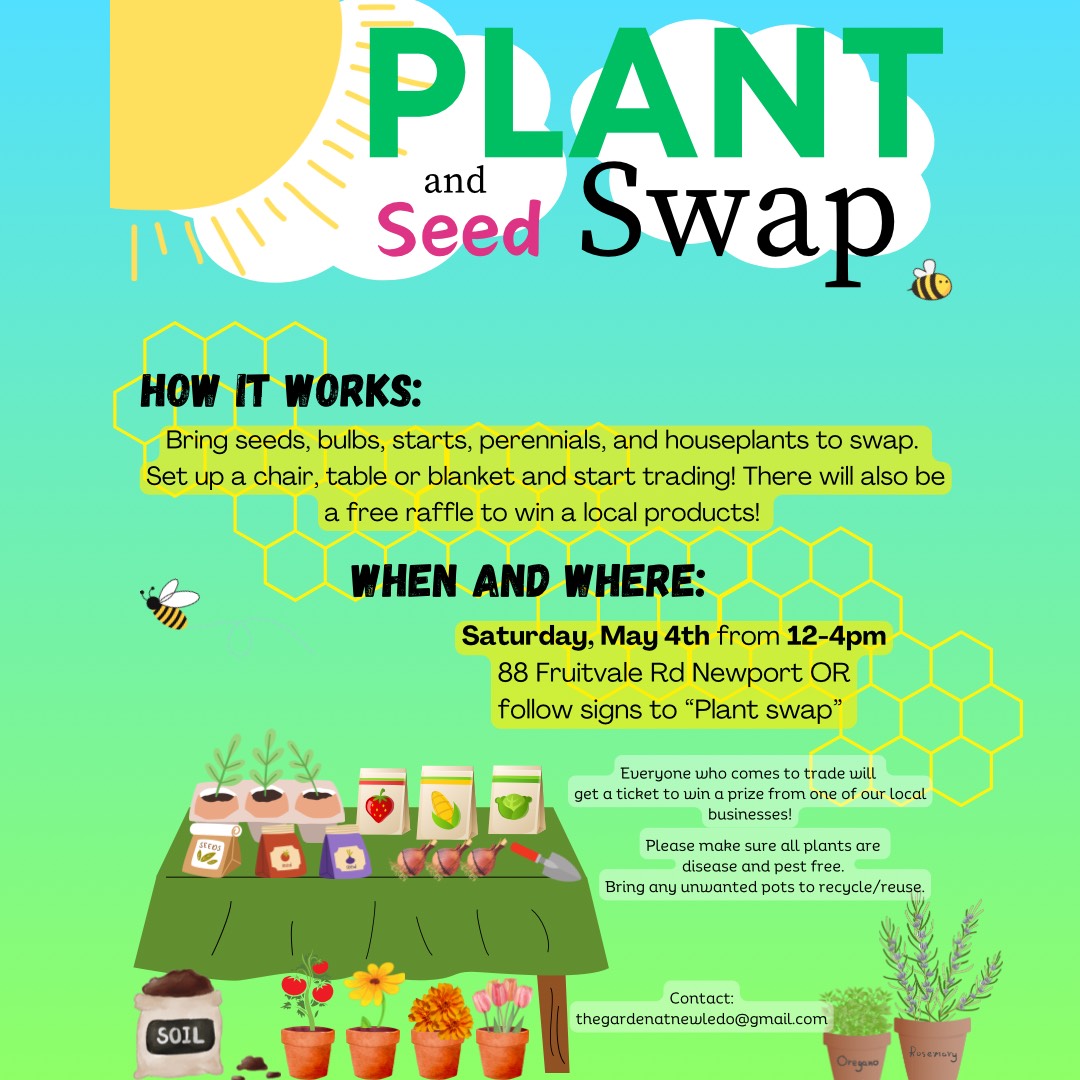 PLANT
and
Seed Swap
HOW IT WORKS:
Bring seeds, bulbs, starts, perennials, and houseplants to swap.
Set up a chair, table or blanket and start trading! There will also be
a free raffle to win a local products!
WHEN AND WHERE:
Saturday, May 4th from 12-4pm
88 Fruitvale Rd Newport OR
follow signs to “Plant swap”
Everyone who comes to trade will
get a ticket to win a prize from one of our local
businesses!
Please make sure all plants are
disease and pest free.
Bring any unwanted pots to recycle/reuse.
SEEDS
SOIL
Contact:
thegardenatnewledo@gmail.com
Oregano
Rosemary